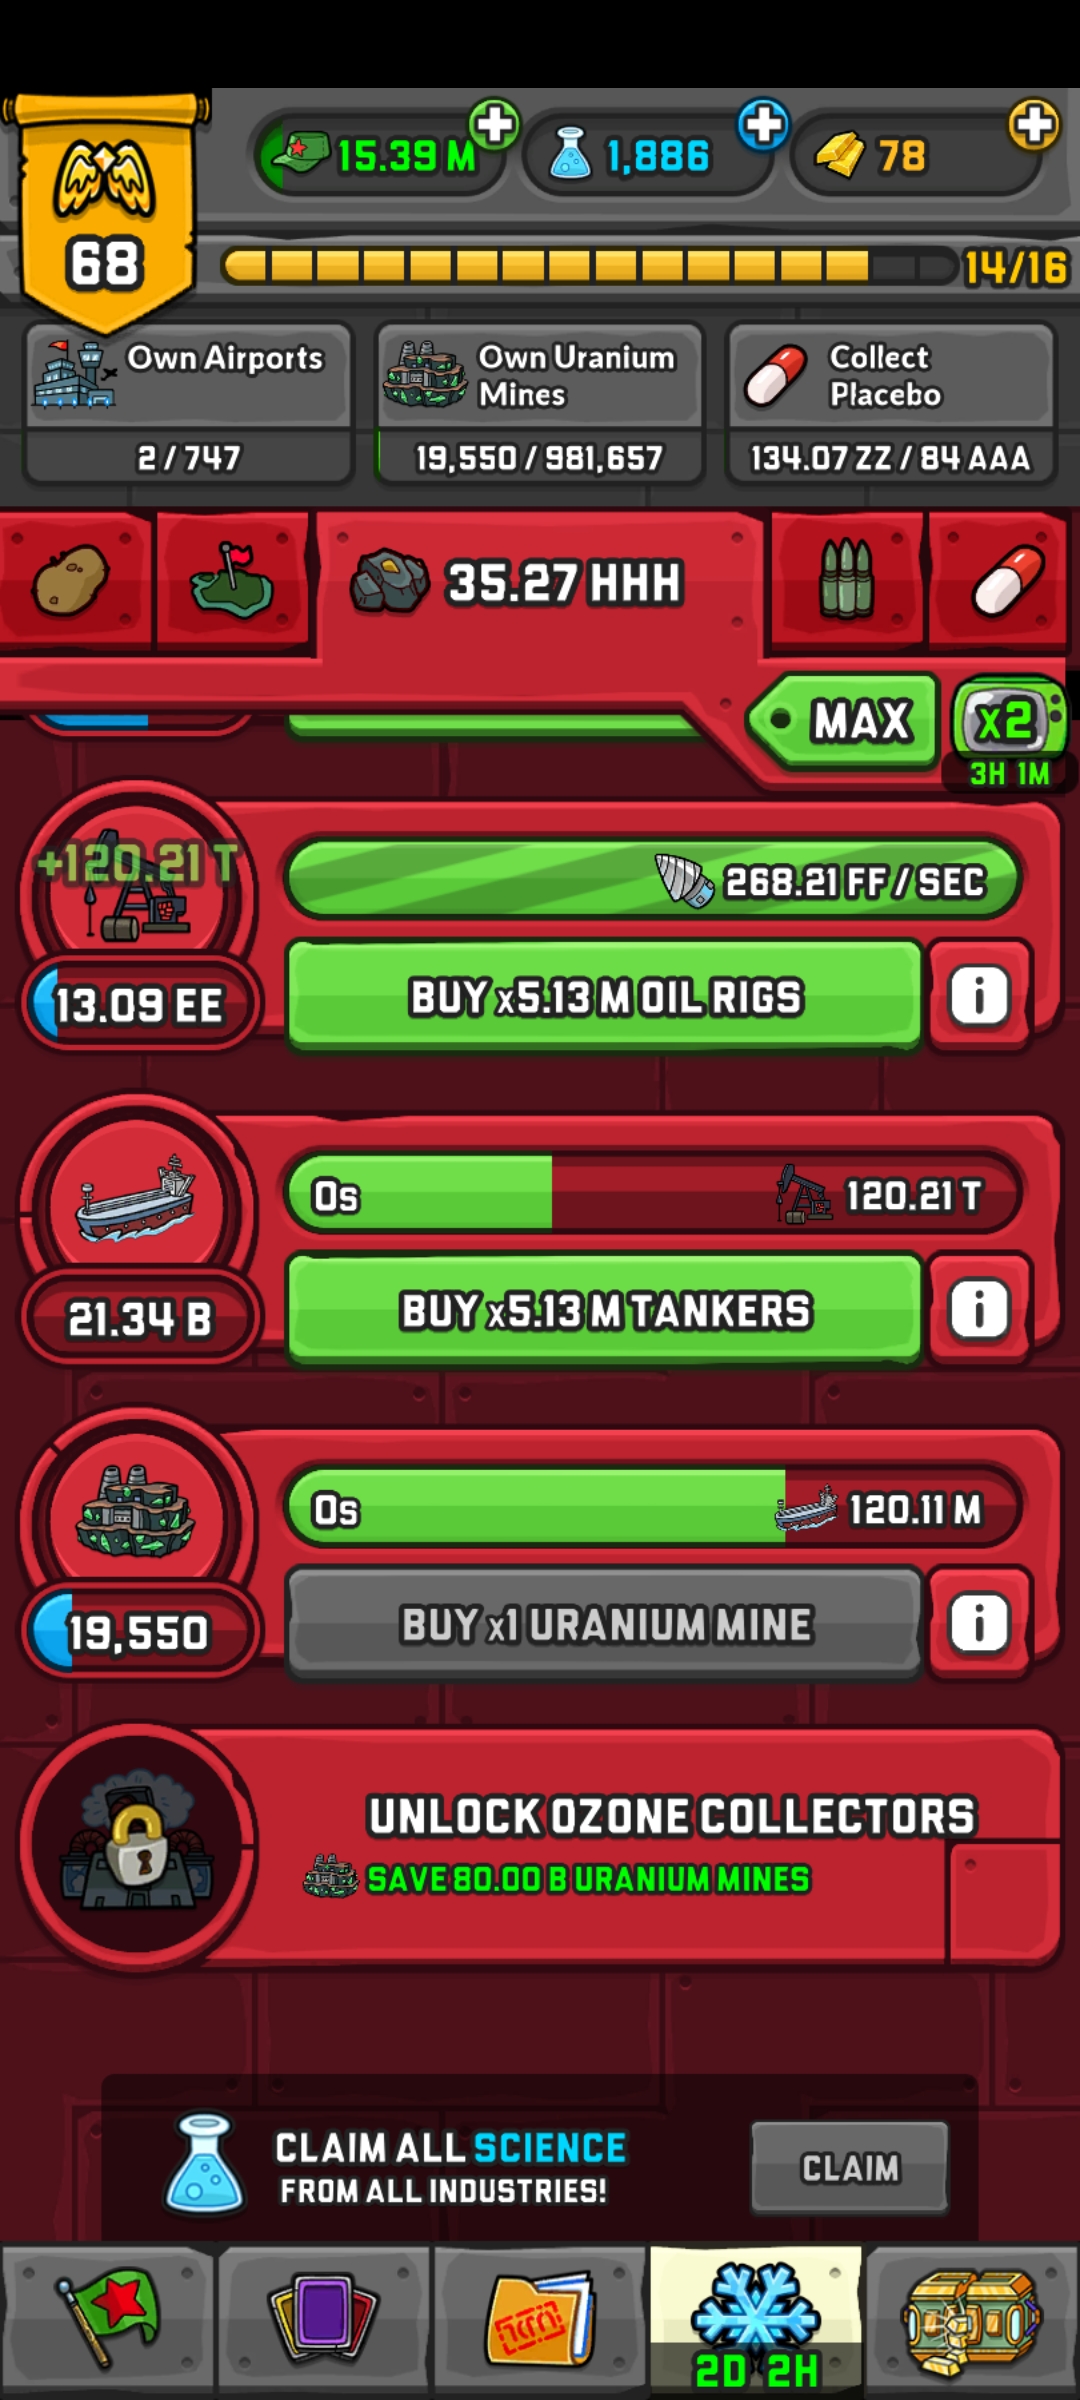 15.39 M
1,886
78
68
14/16
Own Airports
2 / 747
Own Uranium
Mines
19,550 / 981,657
Collect
Placebo
134.07 ZZ / 84 AAA
35.27 HHH
MAX
x2
3H 1M
+120.21 T
268.21 FF / SEC
13.09 EE
BUY x5.13 M OIL RIGS
i
0s
120.21 T
21.34 B
BUY x5.13 M TANKERS
i
0s
120.11 M
19,550
BUY x1 URANIUM MINE
i
UNLOCK OZONE COLLECTORS
SAVE 80.00 B URANIUM MINES
CLAIM ALL SCIENCE
FROM ALL INDUSTRIES!
CLAIM
2D 2H